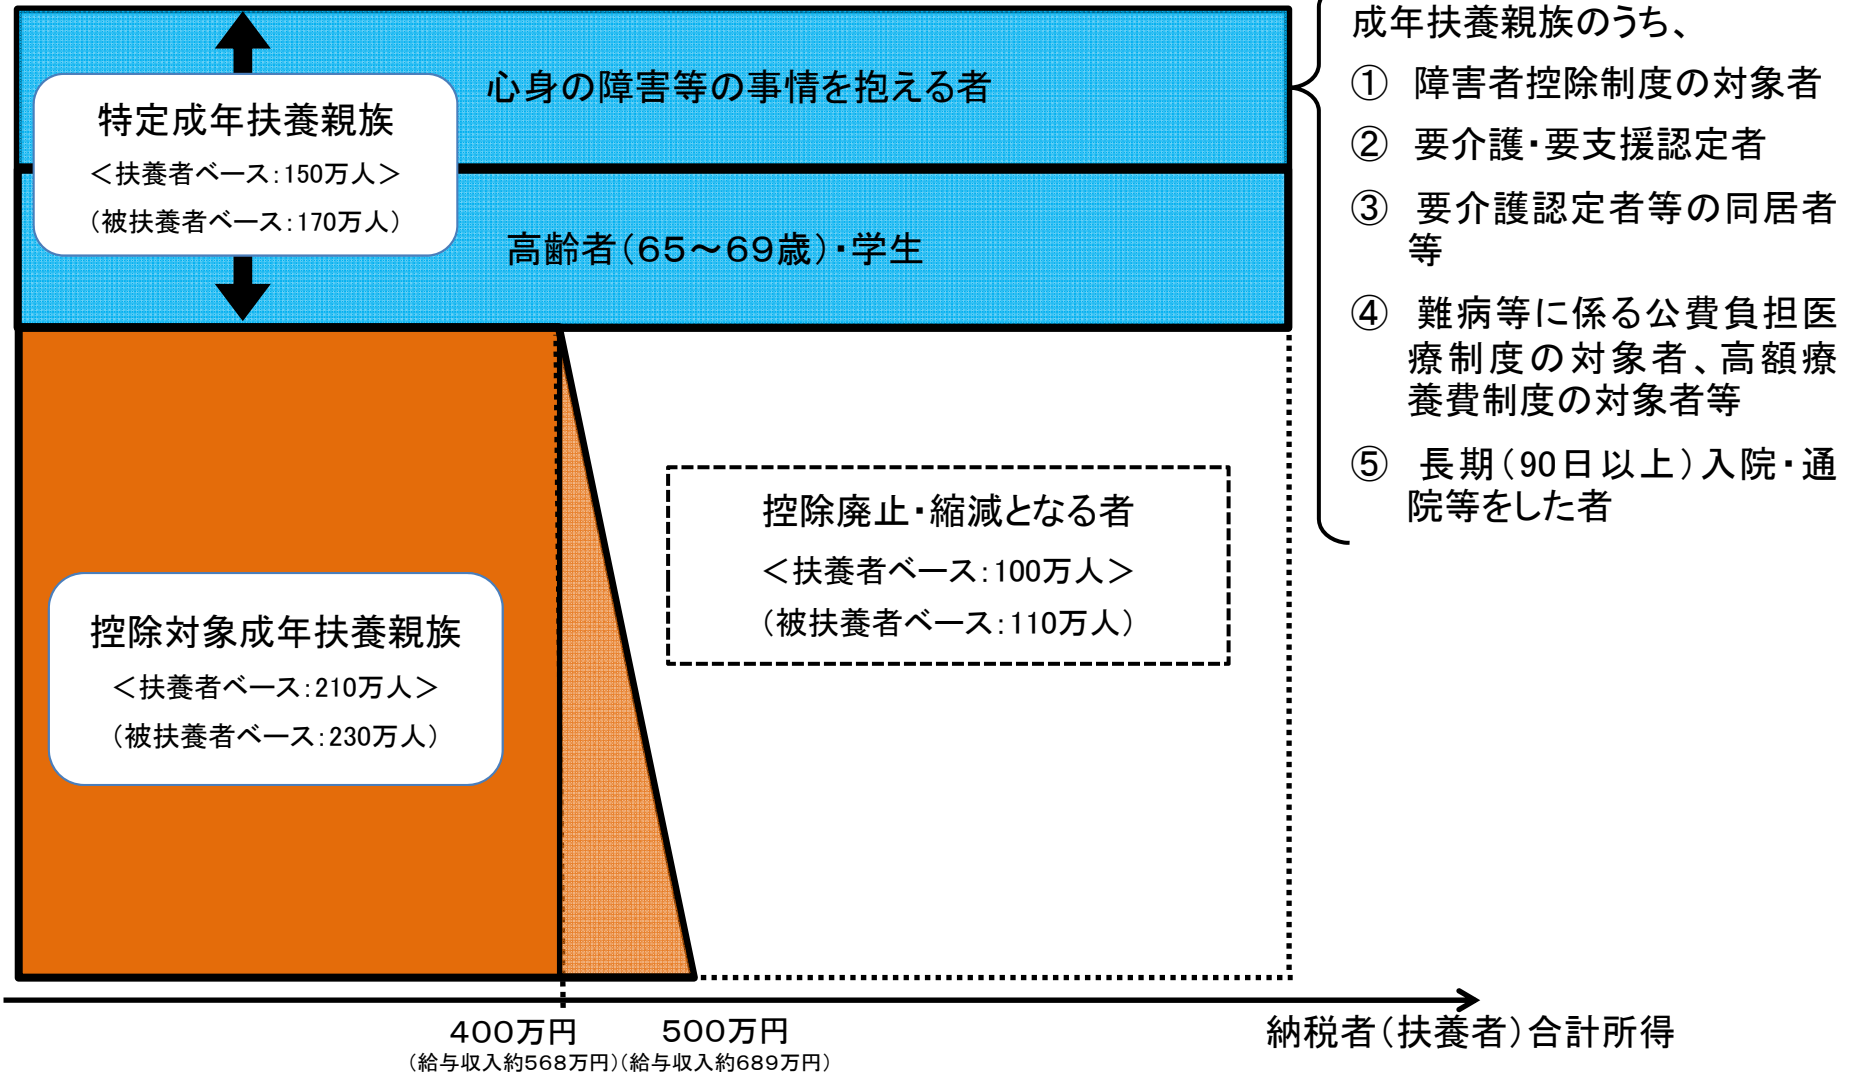 心身の障害等の事情を抱える者
特定成年扶養親族
＜扶養者ベース：150万人＞
（被扶養者ベース：170万人）
高齢者（65～69歳）・学生
控除廃止・縮減となる者
＜扶養者ベース：100万人＞
（被扶養者ベース：110万人）
控除対象成年扶養親族
＜扶養者ベース：210万人＞
（被扶養者ベース：230万人）
400万円
（給与収入約568万円）
500万円
（給与収入約689万円）
納税者（扶養者）合計所得
成年扶養親族のうち、
① 障害者控除制度の対象者
② 要介護・要支援認定者
③ 要介護認定者等の同居者
等
④ 難病等に係る公費負担医
療制度の対象者、高額療
養費制度の対象者等
⑤ 長期（90日以上）入院・通
院等をした者